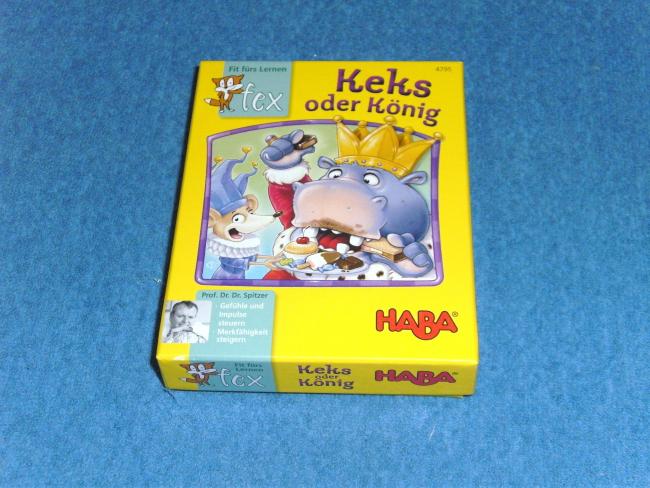 Fit fürs Lernen
fex
4795
Keks
oder König
Prof. Dr. Dr. Spitzer
- Gefühle und
Impulse
steuern
- Merkfähigkeit
steigern
HABA®
Fit fürs
Lernen
fex
Keks
oder
König
HABA®